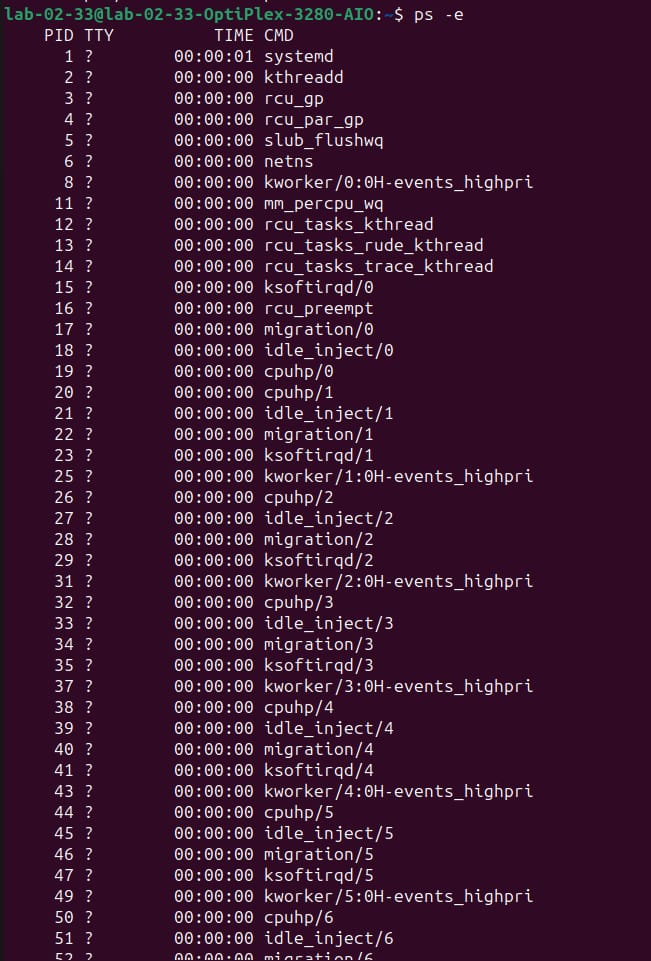 lab-02-33@lab-02-33-OptiPlex-3280-AIO:~$ ps -e
PID TTY TIME CMD
1 ? 00:00:01 systemd
2 ? 00:00:00 kthreadd
3 ? 00:00:00 rcu_gp
4 ? 00:00:00 rcu_par_gp
5 ? 00:00:00 slub_flushwq
6 ? 00:00:00 netns
8 ? 00:00:00 kworker/0:0H-events_highpri
11 ? 00:00:00 mm_percpu_wq
12 ? 00:00:00 rcu_tasks_kthread
13 ? 00:00:00 rcu_tasks_rude_kthread
14 ? 00:00:00 rcu_tasks_trace_kthread
15 ? 00:00:00 ksoftirqd/0
16 ? 00:00:00 rcu_preempt
17 ? 00:00:00 migration/0
18 ? 00:00:00 idle_inject/0
19 ? 00:00:00 cpuhp/0
20 ? 00:00:00 cpuhp/1
21 ? 00:00:00 idle_inject/1
22 ? 00:00:00 migration/1
23 ? 00:00:00 ksoftirqd/1
25 ? 00:00:00 kworker/1:0H-events_highpri
26 ? 00:00:00 cpuhp/2
27 ? 00:00:00 idle_inject/2
28 ? 00:00:00 migration/2
29 ? 00:00:00 ksoftirqd/2
31 ? 00:00:00 kworker/2:0H-events_highpri
32 ? 00:00:00 cpuhp/3
33 ? 00:00:00 idle_inject/3
34 ? 00:00:00 migration/3
35 ? 00:00:00 ksoftirqd/3
37 ? 00:00:00 kworker/3:0H-events_highpri
38 ? 00:00:00 cpuhp/4
39 ? 00:00:00 idle_inject/4
40 ? 00:00:00 migration/4
41 ? 00:00:00 ksoftirqd/4
43 ? 00:00:00 kworker/4:0H-events_highpri
44 ? 00:00:00 cpuhp/5
45 ? 00:00:00 idle_inject/5
46 ? 00:00:00 migration/5
47 ? 00:00:00 ksoftirqd/5
49 ? 00:00:00 kworker/5:0H-events_highpri
50 ? 00:00:00 cpuhp/6
51 ? 00:00:00 idle_inject/6
52 ? 00:00:00 migration/6